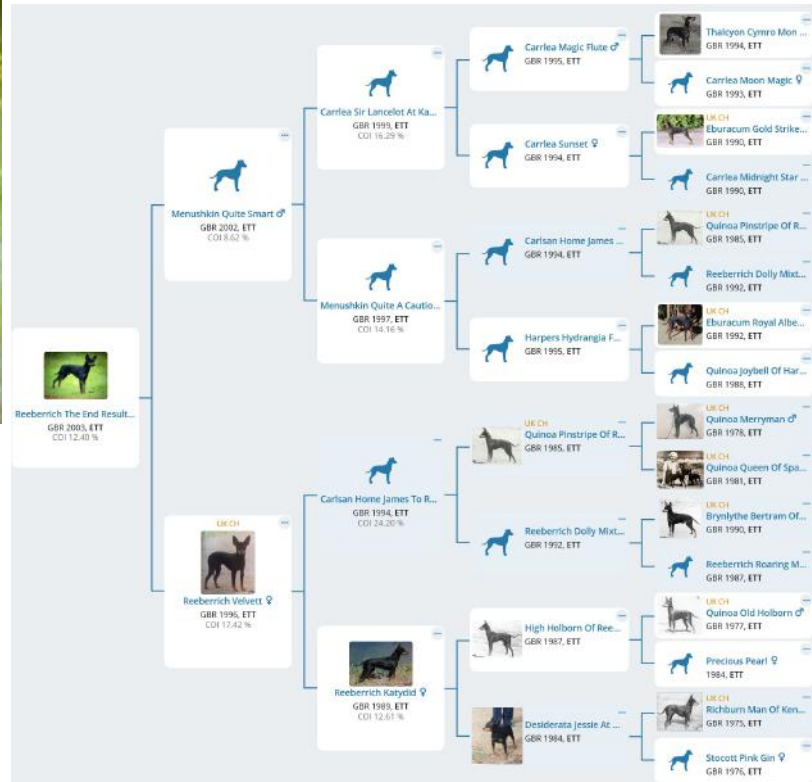 Reeberrich The End Result...
GBR 2003, ETT
COI 12.40 %
Menushkin Quite Smart ♂
GBR 2002, ETT
COI 8.62 %
UK CH
Reeberrich Velvett ♀
GBR 1996, ETT
COI 17.42 %
Carrlea Sir Lancelot At Ka...
GBR 1999, ETT
COI 16.29 %
Menushkin Quite A Cautio...
GBR 1997, ETT
COI 14.16 %
Carlsan Home James To R...
GBR 1994, ETT
COI 24.20 %
Reeberrich Katydid ♀
GBR 1989, ETT
COI 12.61 %
Carrlea Magic Flute ♂
GBR 1995, ETT
Carrlea Sunset ♀
GBR 1994, ETT
Carlsan Home James ...
GBR 1994, ETT
Harpers Hydrangia F...
GBR 1995, ETT
UK CH
Quinoa Pinstripe Of R...
GBR 1985, ETT
Reeberrich Dolly Mixt...
GBR 1992, ETT
High Holborn Of Ree...
GBR 1987, ETT
Desiderata Jessie At ...
GBR 1984, ETT
Thalcyon Cymro Mon ...
GBR 1994, ETT
Carrlea Moon Magic ♀
GBR 1993, ETT
UK CH
Eburacum Gold Strike...
GBR 1990, ETT
Carrlea Midnight Star ...
GBR 1990, ETT
UK CH
Quinoa Pinstripe Of R...
GBR 1985, ETT
Reeberrich Dolly Mixt...
GBR 1992, ETT
UK CH
Eburacum Royal Albe...
GBR 1992, ETT
Quinoa Joybell Of Har...
GBR 1988, ETT
UK CH
Quinoa Merryman ♂
GBR 1978, ETT
UK CH
Quinoa Queen Of Spa...
GBR 1981, ETT
UK CH
Brynlythe Bertram Of...
GBR 1990, ETT
Reeberrich Roaring M...
GBR 1987, ETT
UK CH
Quinoa Old Holborn ♂
GBR 1977, ETT
Precious Pearl ♀
1984, ETT
UK CH
Richburn Man Of Ken...
GBR 1975, ETT
Stocott Pink Gin ♀
GBR 1976, ETT